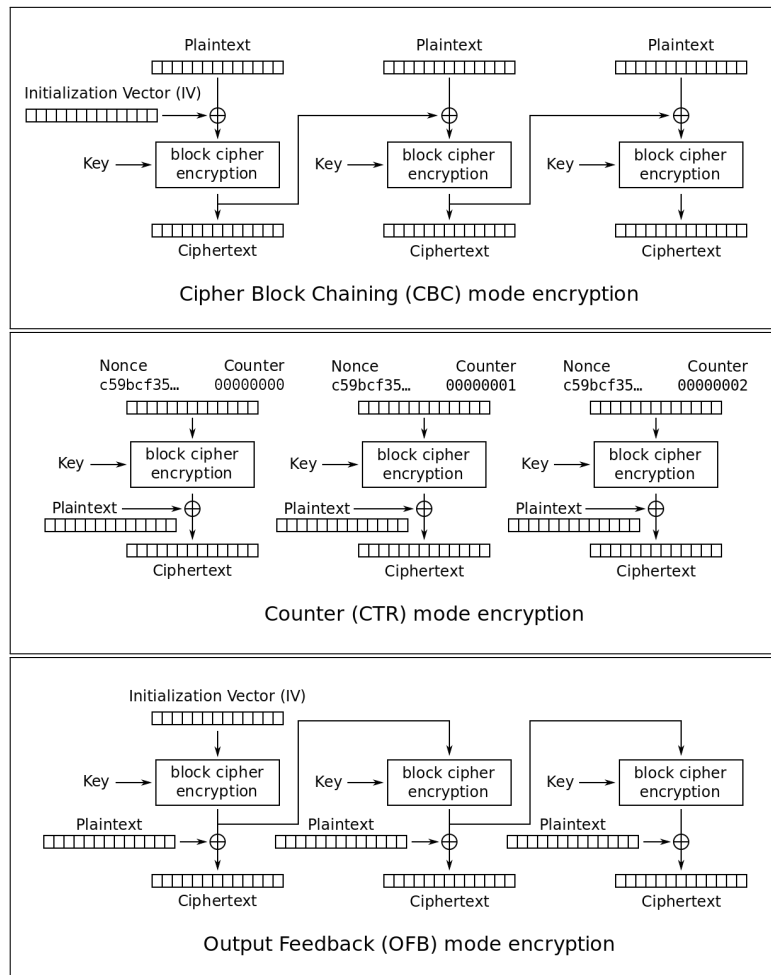 Plaintext Plaintext Plaintext
Initialization Vector (IV)
Key block cipher encryption Key block cipher encryption Key block cipher encryption
Ciphertext Ciphertext Ciphertext
Cipher Block Chaining (CBC) mode encryption
Nonce Counter Nonce Counter Nonce Counter
c59bcf35… 00000000 c59bcf35… 00000001 c59bcf35… 00000002
Key block cipher encryption Key block cipher encryption Key block cipher encryption
Plaintext Plaintext Plaintext
Ciphertext Ciphertext Ciphertext
Counter (CTR) mode encryption
Initialization Vector (IV)
Key block cipher encryption Key block cipher encryption Key block cipher encryption
Plaintext Plaintext Plaintext
Ciphertext Ciphertext Ciphertext
Output Feedback (OFB) mode encryption